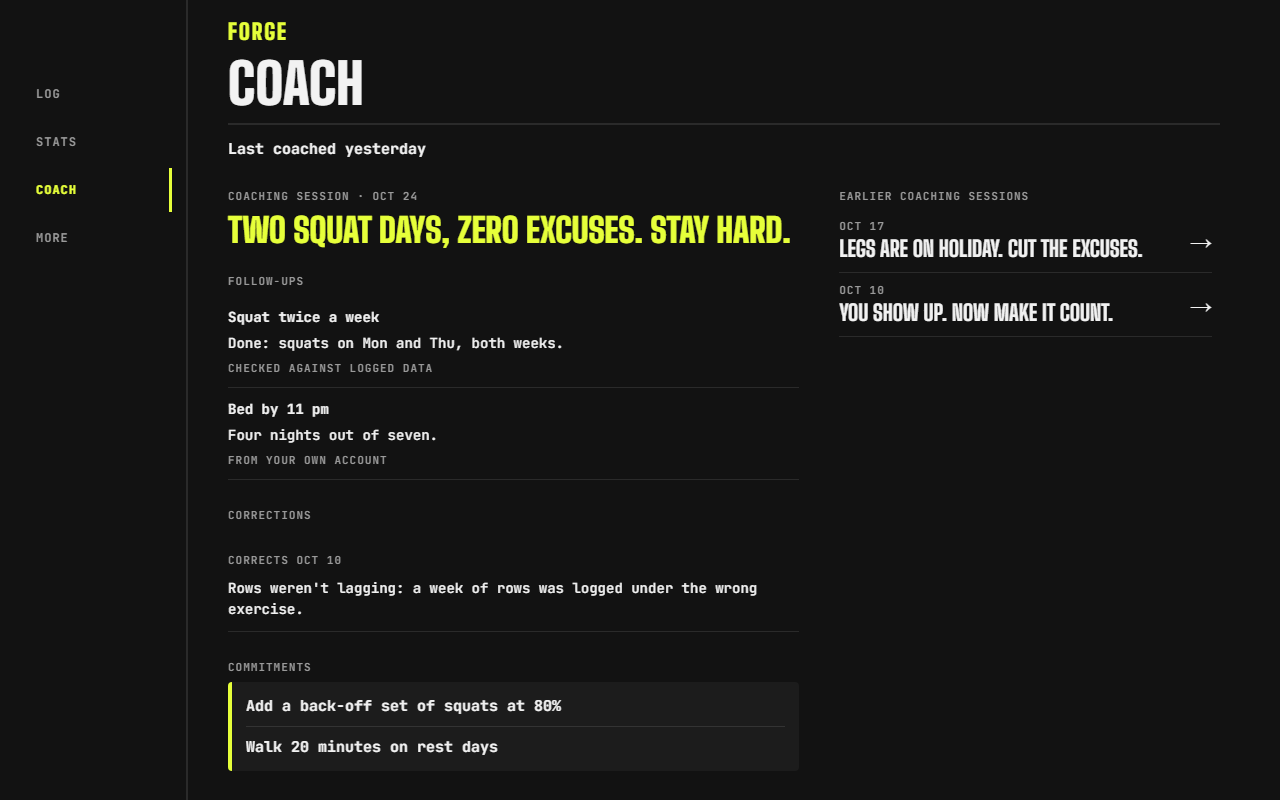 FORGE
COACH
LOG
STATS
COACH
MORE
Last coached yesterday
COACHING SESSION · OCT 24
TWO SQUAT DAYS, ZERO EXCUSES. STAY HARD.
FOLLOW-UPS
Squat twice a week
Done: squats on Mon and Thu, both weeks.
CHECKED AGAINST LOGGED DATA
Bed by 11 pm
Four nights out of seven.
FROM YOUR OWN ACCOUNT
CORRECTIONS
CORRECTS OCT 10
Rows weren't lagging: a week of rows was logged under the wrong
exercise.
COMMITMENTS
Add a back-off set of squats at 80%
Walk 20 minutes on rest days
EARLIER COACHING SESSIONS
OCT 17
LEGS ARE ON HOLIDAY. CUT THE EXCUSES. →
OCT 10
YOU SHOW UP. NOW MAKE IT COUNT. →